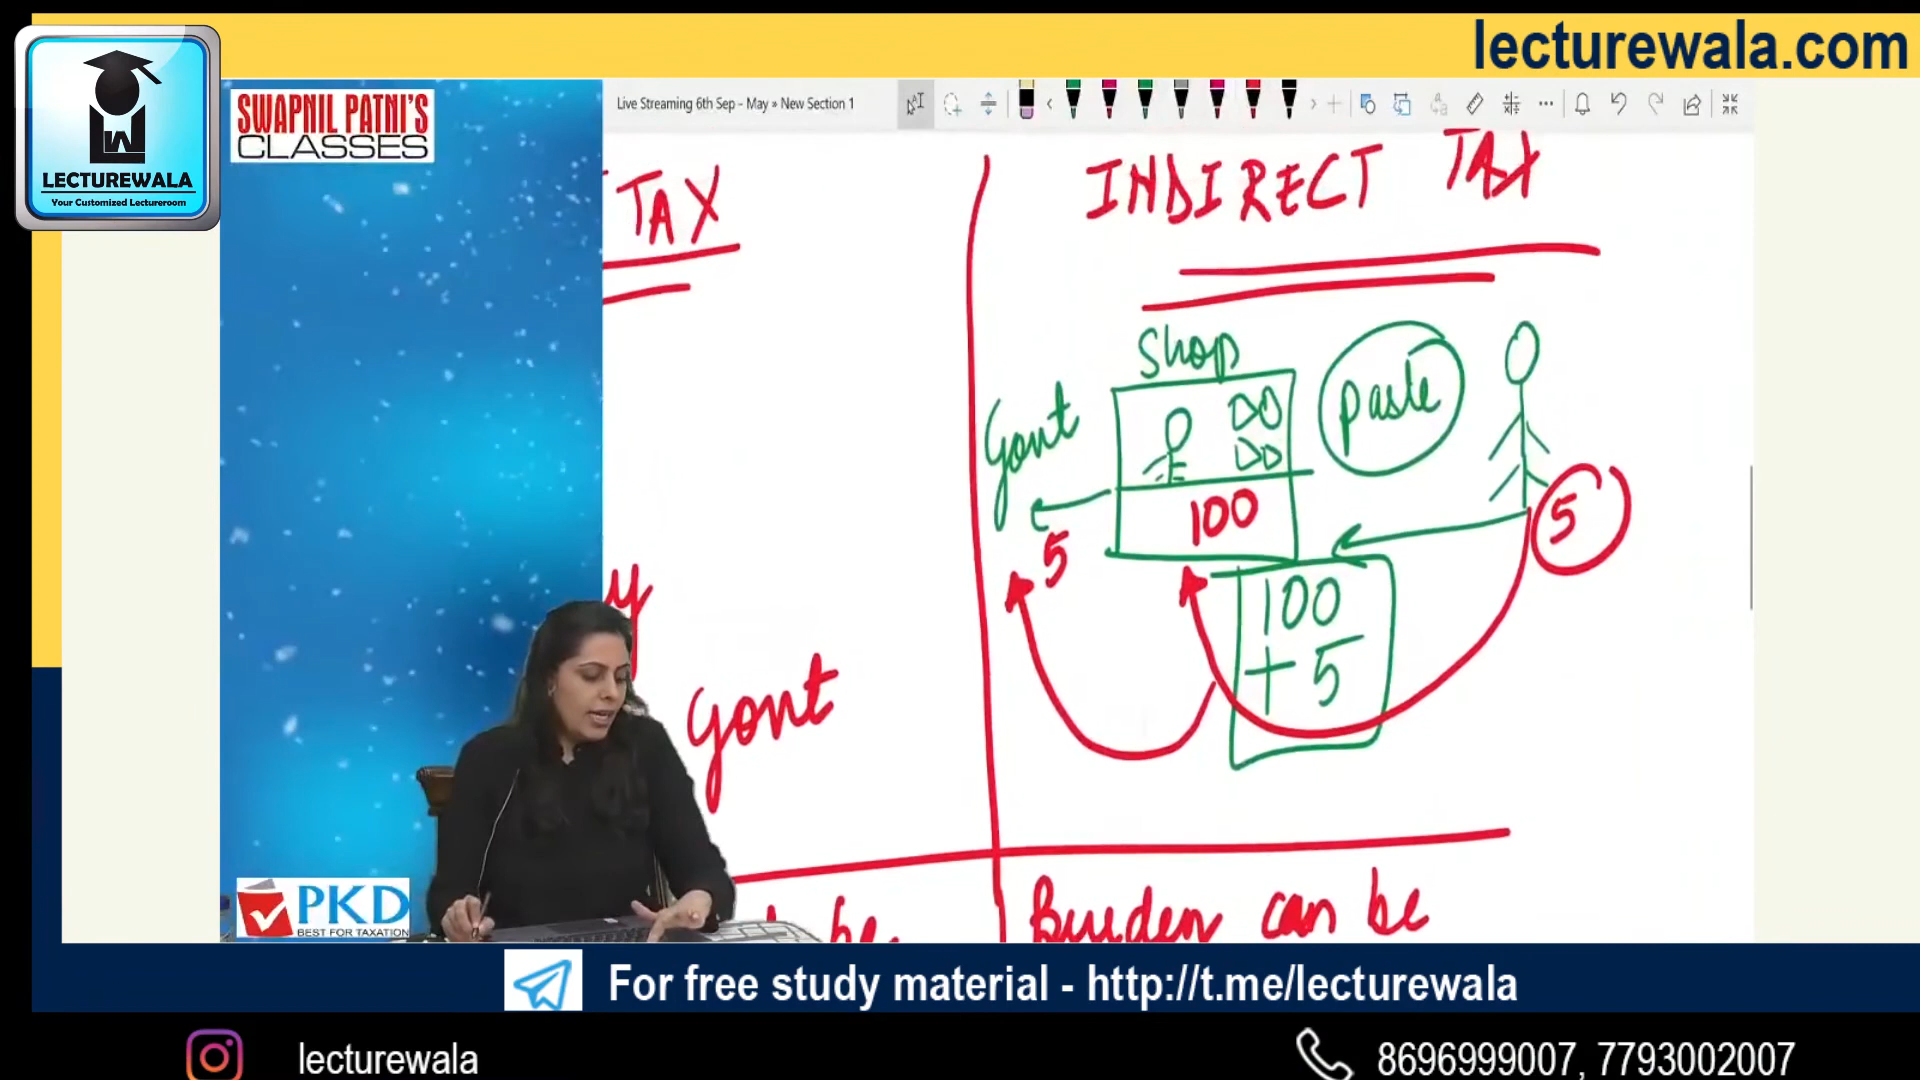 lecturewala.com
LECTUREWALA
Your Customized Lectureroom
SWAPNIL PATNI'S
CLASSES
Live Streaming 6th Sep - May » New Section 1
TAX
INDIRECT TAX
Shop
Govt
paste
100
5
5
100
+ 5
Govt
be
Burden can be
PKD
BEST FOR TAXATION
For free study material - http://t.me/lecturewala
lecturewala
8696999007, 7793002007